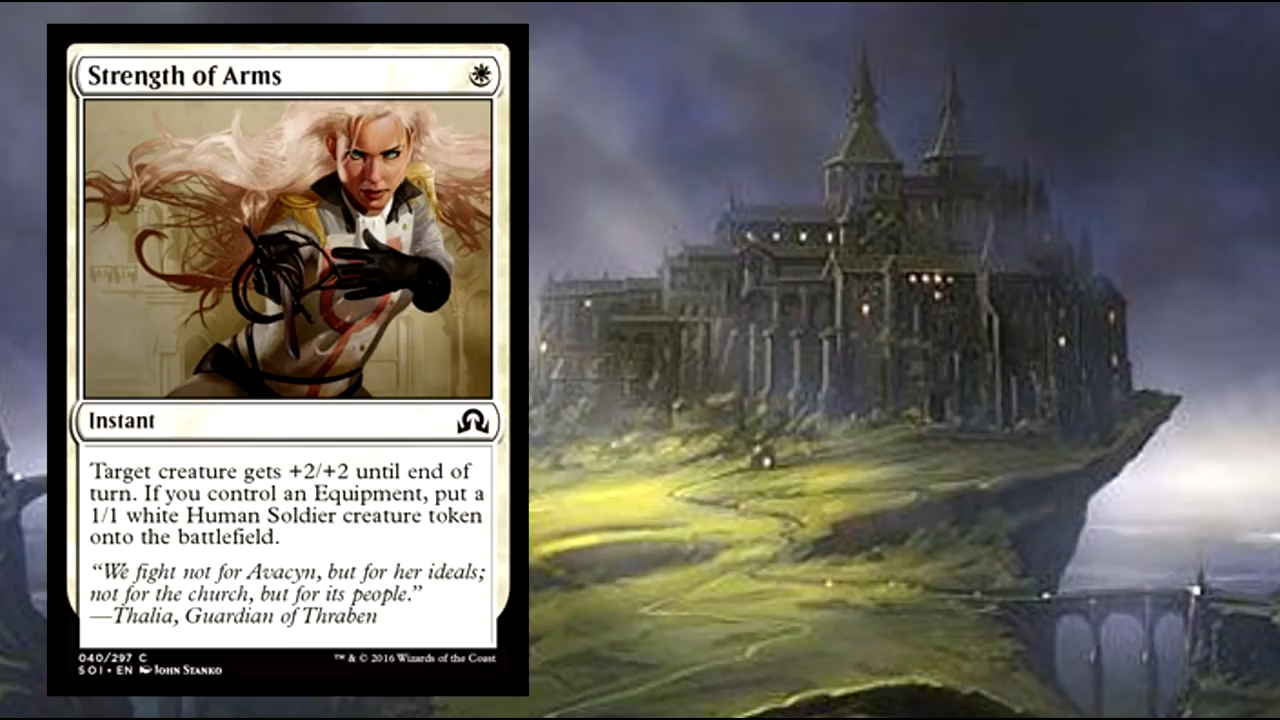 Strength of Arms
Instant
Target creature gets +2/+2 until end of
turn. If you control an Equipment, put a
1/1 white Human Soldier creature token
onto the battlefield.
“We fight not for Avacyn, but for her ideals;
not for the church, but for its people.”
—Thalia, Guardian of Thraben
040/297 C
SOI • EN John Stanko
™ & © 2016 Wizards of the Coast